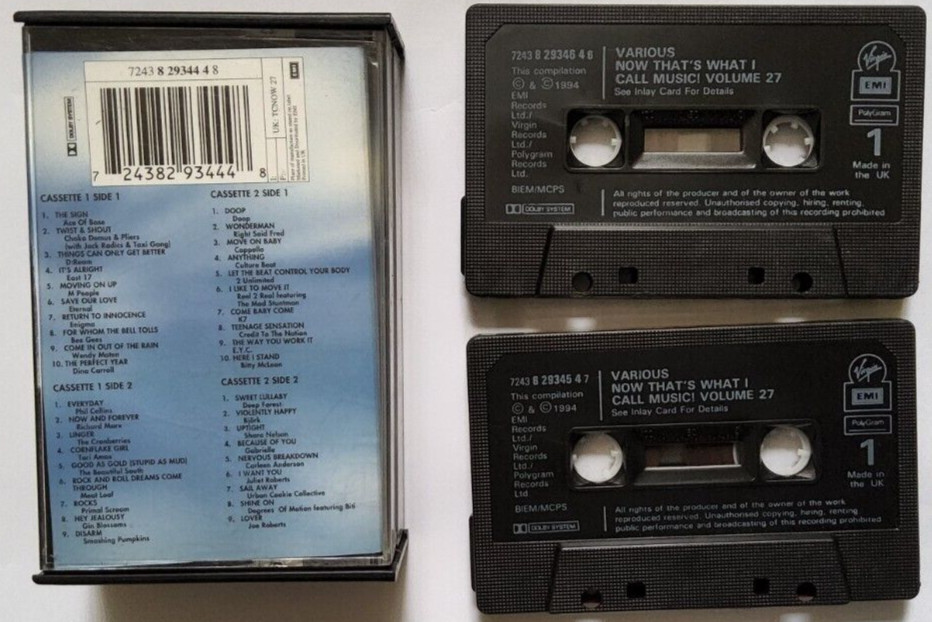 7243 8 29344 4 8
DOLBY SYSTEM
UK: TCNOW 27
EMI
7 24382 93444 8
CASSETTE 1 SIDE 1
1. THE SIGN
Ace Of Base
2. TWIST & SHOUT
Chaka Demus & Pliers
(with Jack Radics & Taxi Gang)
3. THINGS CAN ONLY GET BETTER
D:Ream
4. IT'S ALRIGHT
East 17
5. MOVING ON UP
M People
6. SAVE OUR LOVE
Eternal
7. RETURN TO INNOCENCE
Enigma
8. FOR WHOM THE BELL TOLLS
Bee Gees
9. COME IN OUT OF THE RAIN
Wendy Moten
10. THE PERFECT YEAR
Dina Carroll
CASSETTE 1 SIDE 2
1. EVERYDAY
Phil Collins
2. NOW AND FOREVER
Richard Marx
3. LINGER
The Cranberries
4. CORNFLAKE GIRL
Tori Amos
5. GOOD AS GOLD (STUPID AS MUD)
The Beautiful South
6. ROCK AND ROLL DREAMS COME
THROUGH
Meat Loaf
7. ROCKS
Primal Scream
8. HEY JEALOUSY
Gin Blossoms
9. DISARM
Smashing Pumpkins
CASSETTE 2 SIDE 1
1. DOOP
Doop
2. WONDERMAN
Right Said Fred
3. MOVE ON BABY
Cappella
4. ANYTHING
Culture Beat
5. LET THE BEAT CONTROL YOUR BODY
2 Unlimited
6. I LIKE TO MOVE IT
Reel 2 Real featuring
The Mad Stuntman
7. COME BABY COME
K7
8. TEENAGE SENSATION
Credit To The Nation
9. THE WAY YOU WORK IT
E.Y.C.
10. HERE I STAND
Bitty McLean
CASSETTE 2 SIDE 2
1. SWEET LULLABY
Deep Forest
2. VIOLENTLY HAPPY
Björk
3. UPTIGHT
Shara Nelson
4. BECAUSE OF YOU
Gabrielle
5. NERVOUS BREAKDOWN
Carleen Anderson
6. I WANT YOU
Juliet Roberts
7. SAIL AWAY
Urban Cookie Collective
8. SHINE ON
Degrees Of Motion featuring Biti
9. LOVER
Joe Roberts
7243 8 29346 4 6
This compilation
℗ & © 1994
EMI
Records
Ltd./
Virgin
Records
Ltd./
Polygram
Records
Ltd
BIEM/MCPS
DOLBY SYSTEM
VARIOUS
NOW THAT'S WHAT I
CALL MUSIC! VOLUME 27
See Inlay Card For Details
All rights of the producer and of the owner of the work
reproduced reserved. Unauthorised copying, hiring, renting,
public performance and broadcasting of this recording prohibited
Virgin
EMI
PolyGram
1
Made in
the UK
7243 8 29345 4 7
This compilation
℗ & © 1994
EMI
Records
Ltd./
Virgin
Records
Ltd./
Polygram
Records
Ltd
BIEM/MCPS
DOLBY SYSTEM
VARIOUS
NOW THAT'S WHAT I
CALL MUSIC! VOLUME 27
See Inlay Card For Details
All rights of the producer and of the owner of the work
reproduced reserved. Unauthorised copying, hiring, renting
public performance and broadcasting of this recording prohibited
Virgin
EMI
PolyGram
1
Made in
the UK